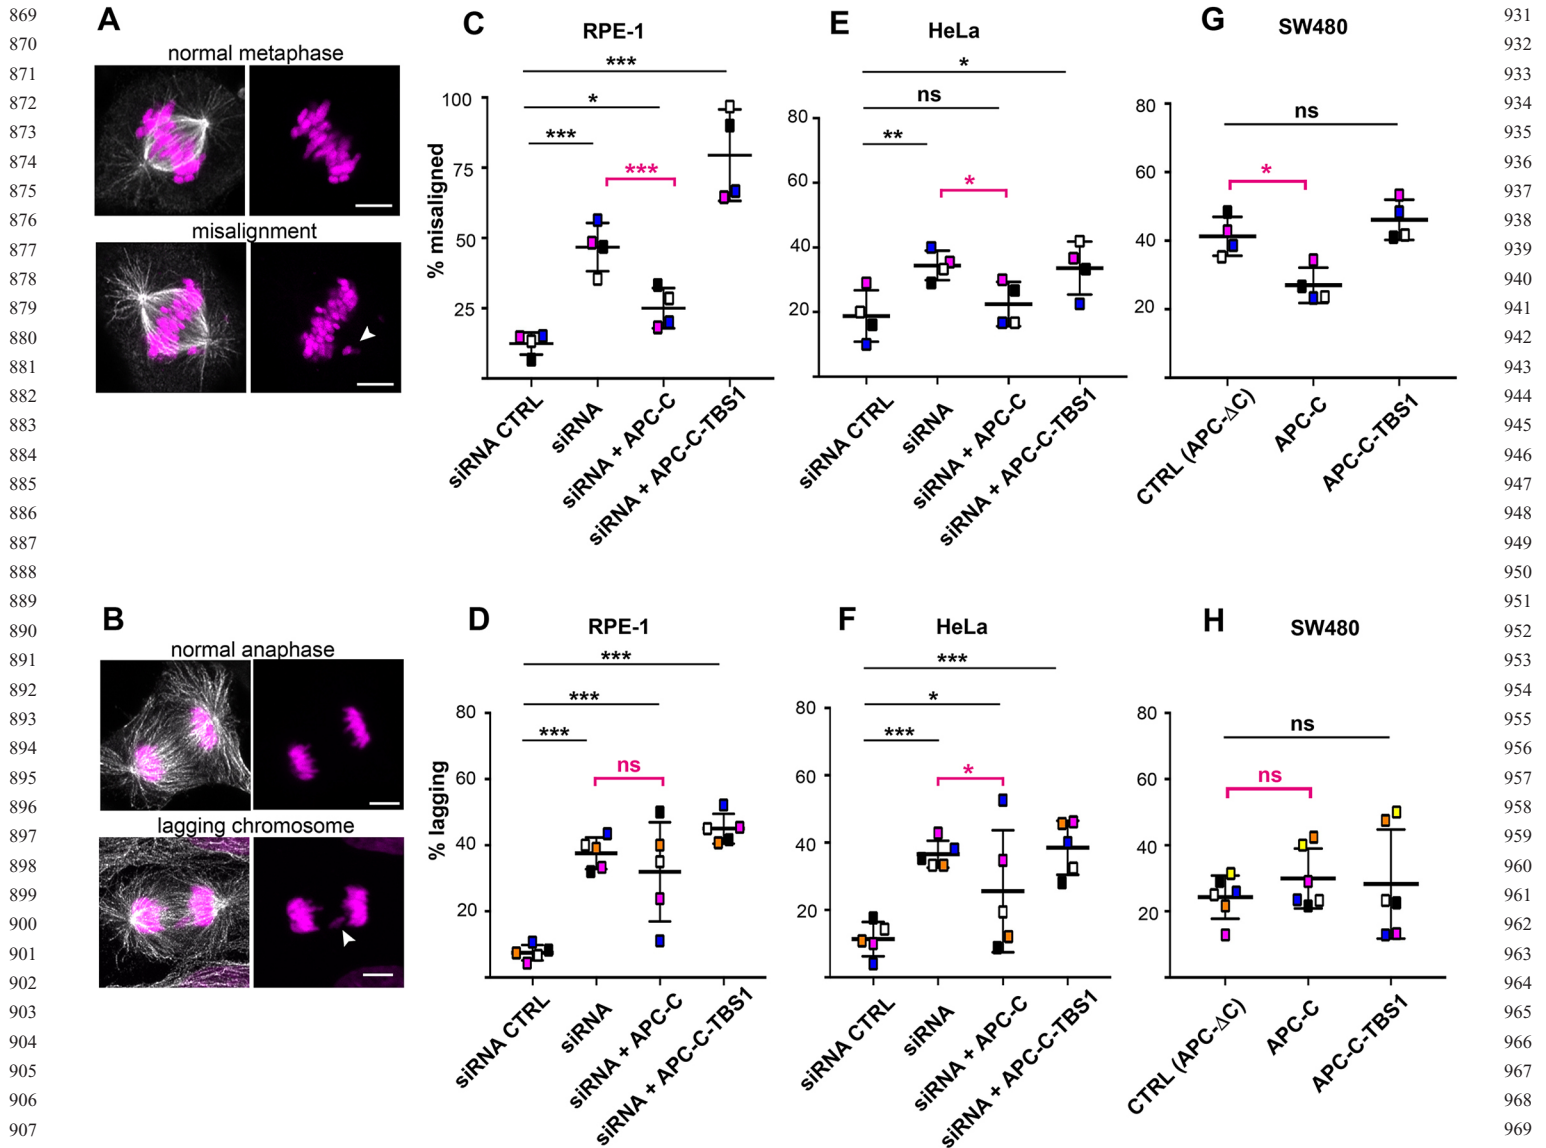 869
870
871
872
873
874
875
876
877
878
879
880
881
882
883
884
885
886
887
888
889
890
891
892
893
894
895
896
897
898
899
900
901
902
903
904
905
906
907
A
normal metaphase
misalignment
B
normal anaphase
lagging chromosome
C
RPE-1
***
*
***
***
% misaligned
100
75
50
25
siRNA CTRL
siRNA
siRNA + APC-C
siRNA + APC-C-TBS1
D
RPE-1
***
***
***
ns
% lagging
80
60
40
20
siRNA CTRL
siRNA
siRNA + APC-C
siRNA + APC-C-TBS1
E
HeLa
*
ns
**
*
80
60
40
20
siRNA CTRL
siRNA
siRNA + APC-C
siRNA + APC-C-TBS1
F
HeLa
***
*
***
*
80
60
40
20
siRNA CTRL
siRNA
siRNA + APC-C
siRNA + APC-C-TBS1
G
SW480
ns
*
80
60
40
20
CTRL (APC-ΔC)
APC-C
APC-C-TBS1
H
SW480
ns
ns
80
60
40
20
CTRL (APC-ΔC)
APC-C
APC-C-TBS1
931
932
933
934
935
936
937
938
939
940
941
942
943
944
945
946
947
948
949
950
951
952
953
954
955
956
957
958
959
960
961
962
963
964
965
966
967
968
969